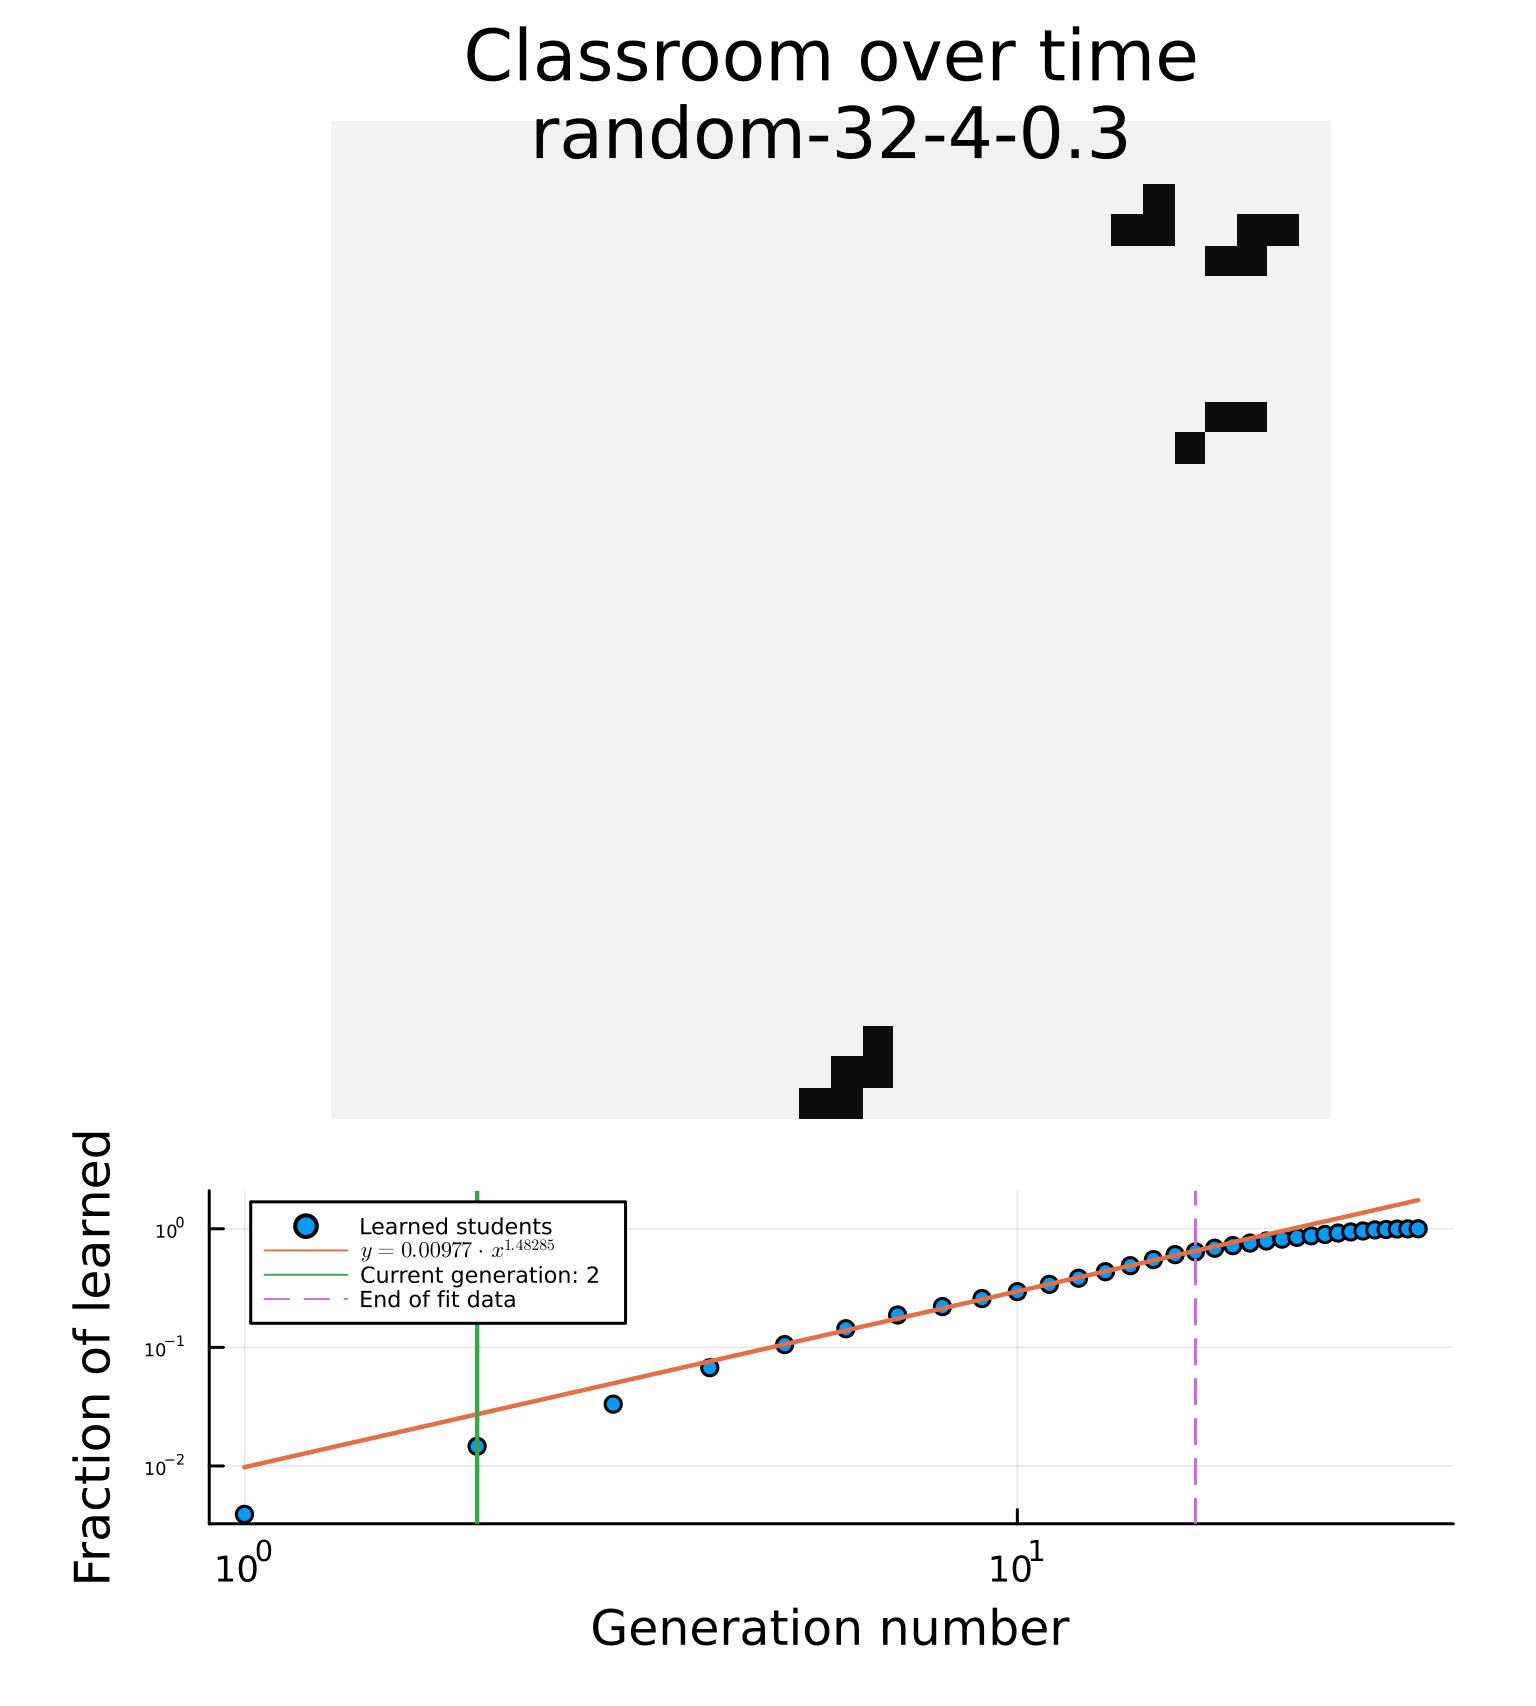 Classroom over time
random-32-4-0.3
Fraction of learned
10^0
10^-1
10^-2
Learned students
y = 0.00977 · x^1.48285
Current generation: 2
End of fit data
10^0
10^1
Generation number